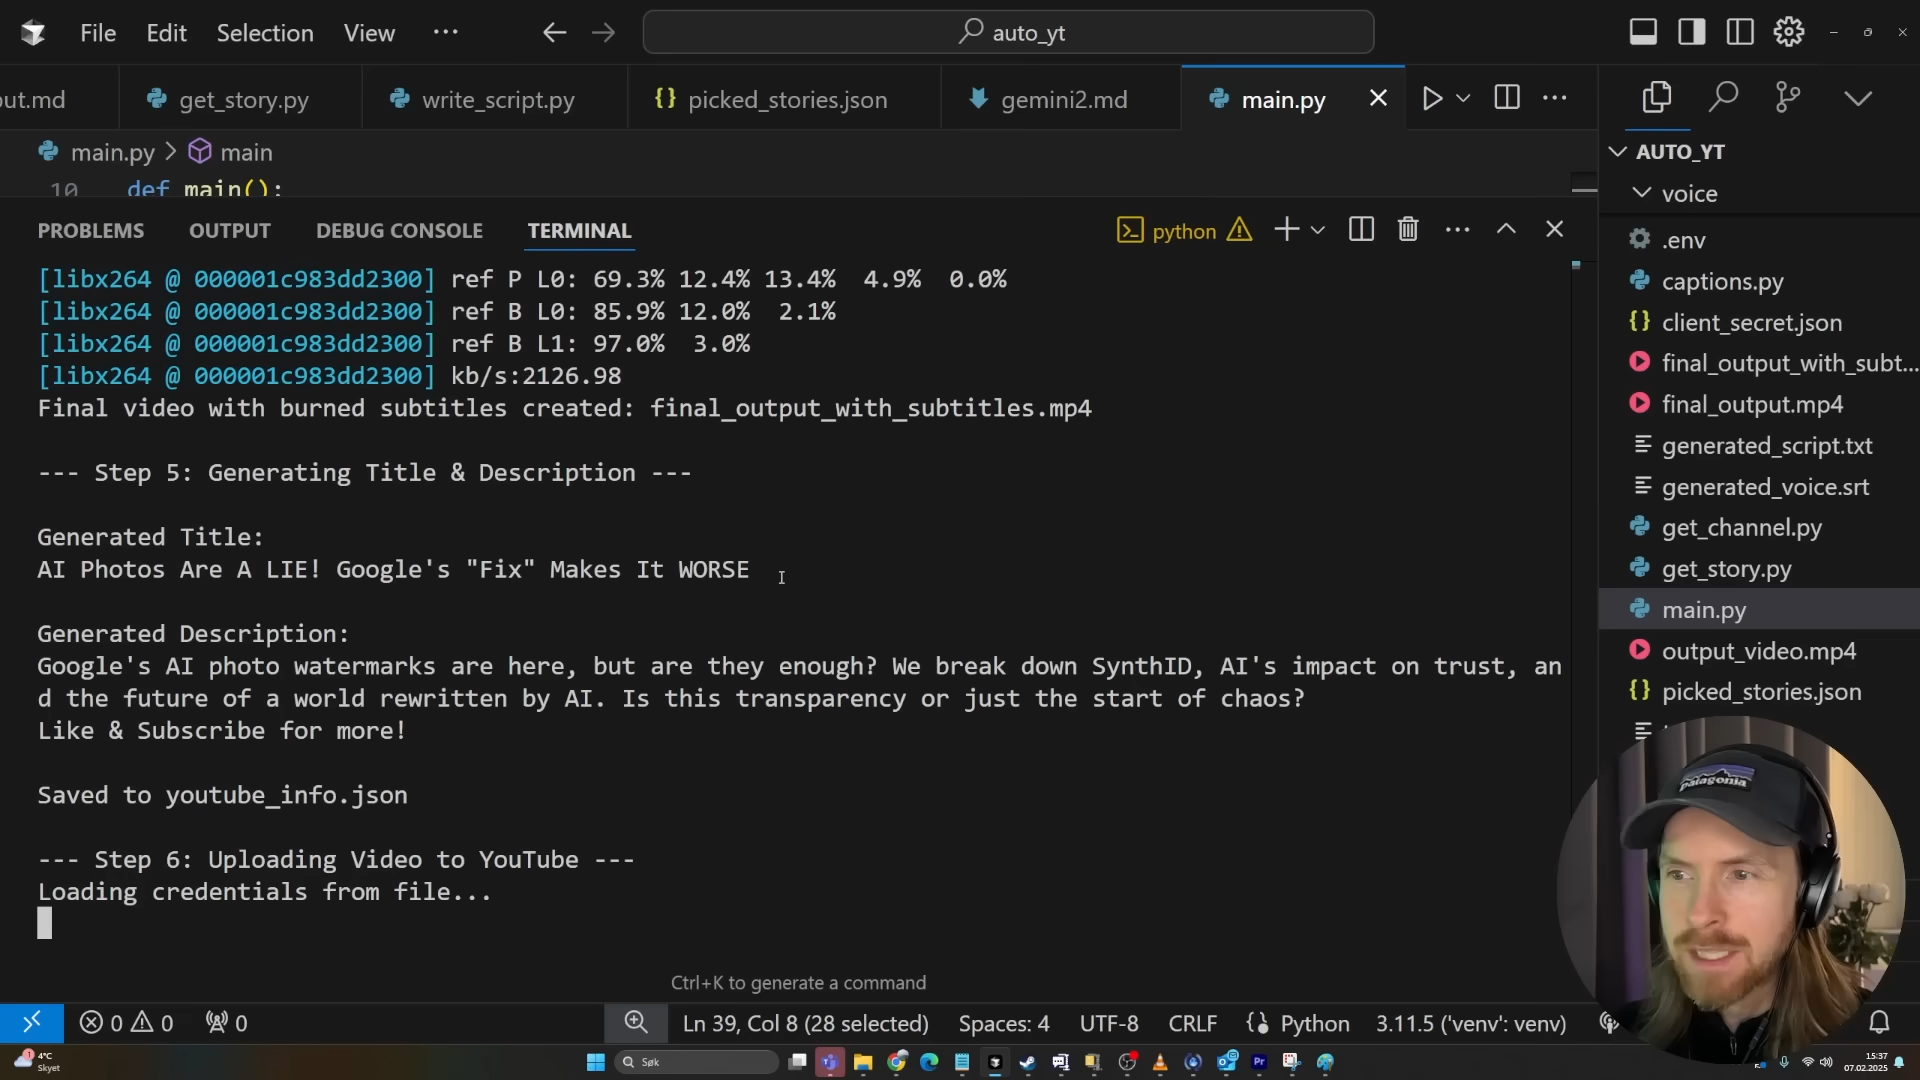 File Edit Selection View ··· auto_yt
out.md get_story.py write_script.py picked_stories.json gemini2.md main.py
main.py > main
10 def main():
PROBLEMS OUTPUT DEBUG CONSOLE TERMINAL python
[libx264 @ 000001c983dd2300] ref P L0: 69.3% 12.4% 13.4% 4.9% 0.0%
[libx264 @ 000001c983dd2300] ref B L0: 85.9% 12.0% 2.1%
[libx264 @ 000001c983dd2300] ref B L1: 97.0% 3.0%
[libx264 @ 000001c983dd2300] kb/s:2126.98
Final video with burned subtitles created: final_output_with_subtitles.mp4
--- Step 5: Generating Title & Description ---
Generated Title:
AI Photos Are A LIE! Google's "Fix" Makes It WORSE
Generated Description:
Google's AI photo watermarks are here, but are they enough? We break down SynthID, AI's impact on trust, an
d the future of a world rewritten by AI. Is this transparency or just the start of chaos?
Like & Subscribe for more!
Saved to youtube_info.json
--- Step 6: Uploading Video to YouTube ---
Loading credentials from file...
Ctrl+K to generate a command
AUTO_YT
voice
.env
captions.py
client_secret.json
final_output_with_subt...
final_output.mp4
generated_script.txt
generated_voice.srt
get_channel.py
get_story.py
main.py
output_video.mp4
picked_stories.json
patagonia
0 0 0 Ln 39, Col 8 (28 selected) Spaces: 4 UTF-8 CRLF Python 3.11.5 ('venv': venv)
4°C
Skyet
Søk
15:37
07.02.2025